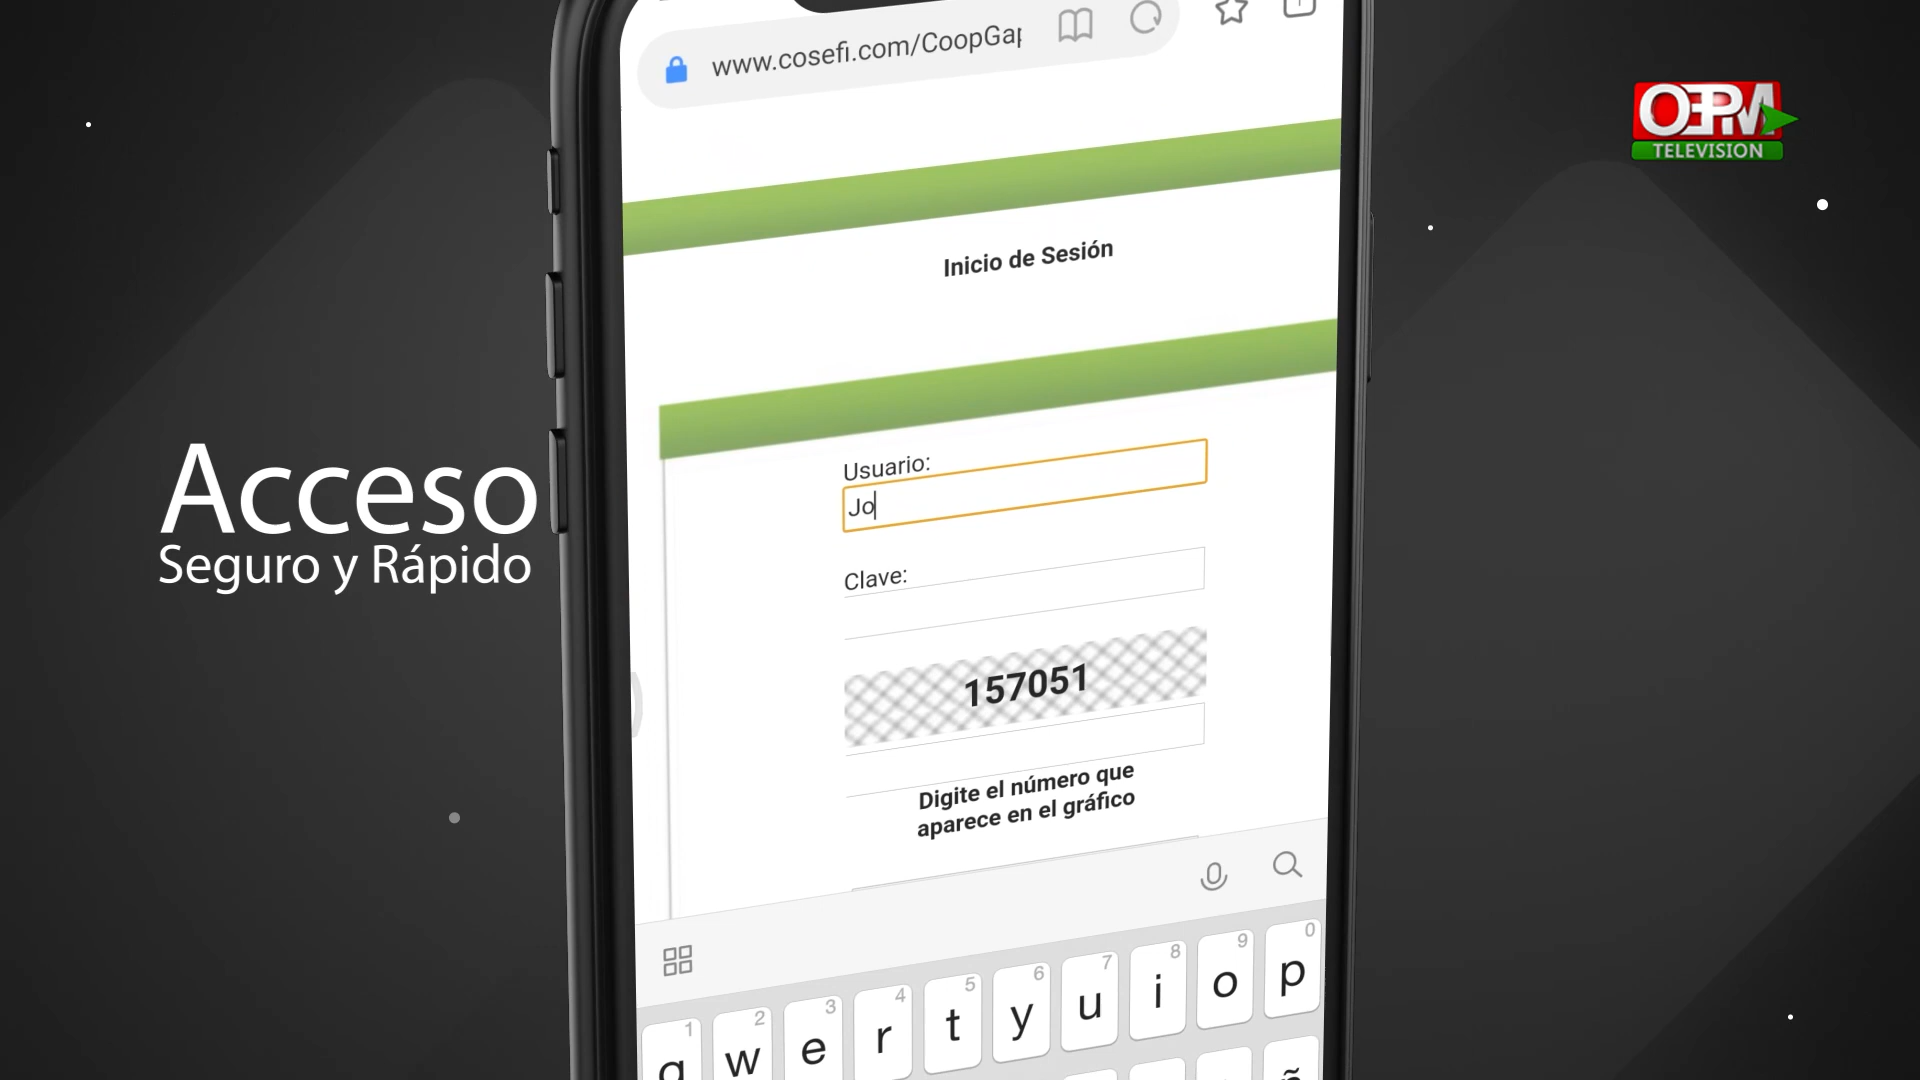 www.cosefi.com/CoopGap
OEPM
TELEVISION
Inicio de Sesión
Acceso
Seguro y Rápido
Usuario:
Jo
Clave:
157051
Digite el número que
aparece en el gráfico
1 2 3 4 5 6 7 8 9 0
q w e r t y u i o p
ñ